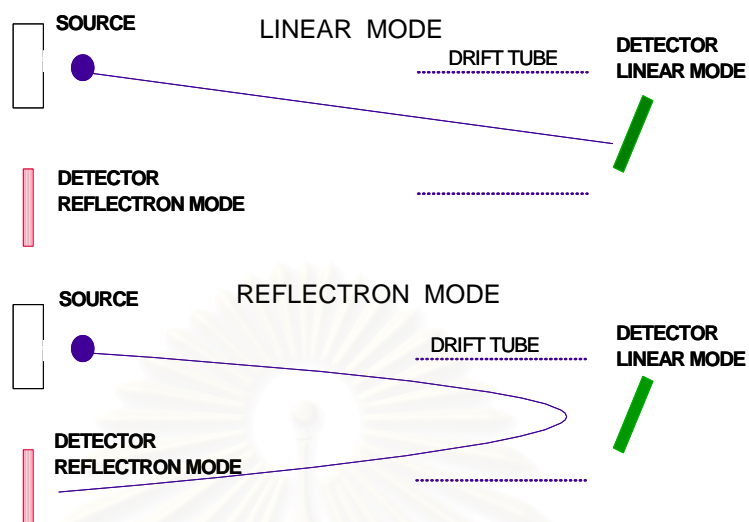 SOURCE
LINEAR MODE
DRIFT TUBE
DETECTOR
LINEAR MODE
DETECTOR
REFLECTRON MODE
SOURCE
REFLECTRON MODE
DRIFT TUBE
DETECTOR
LINEAR MODE
DETECTOR
REFLECTRON MODE